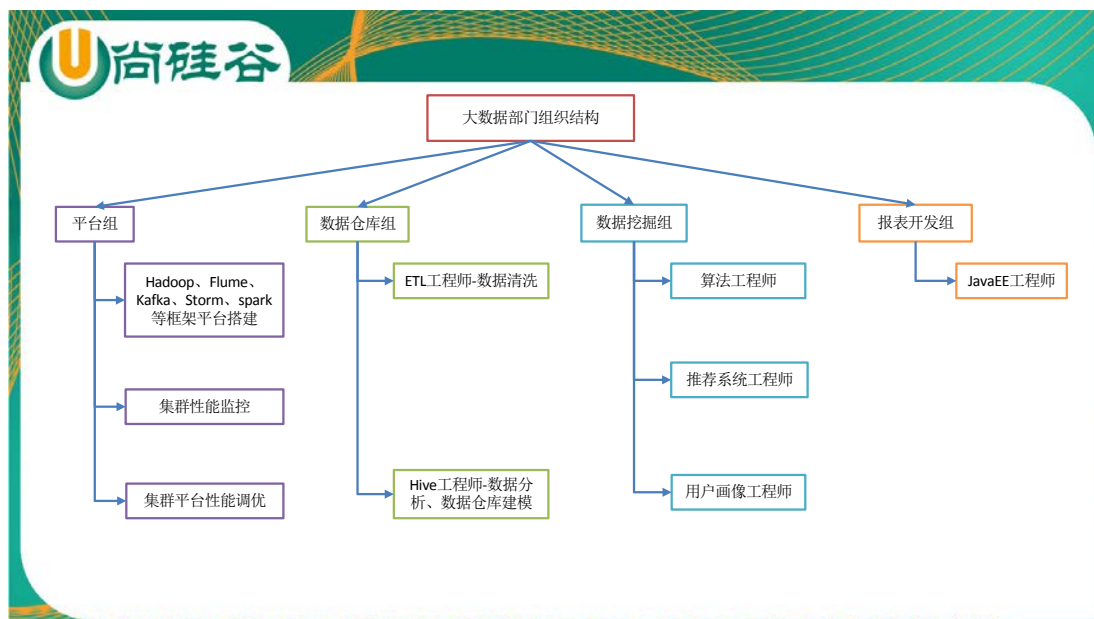 尚硅谷
大数据部门组织结构
平台组
数据仓库组
数据挖掘组
报表开发组
Hadoop、Flume、
Kafka、Storm、spark
等框架平台搭建
ETL工程师-数据清洗
算法工程师
JavaEE工程师
集群性能监控
推荐系统工程师
集群平台性能调优
Hive工程师-数据分
析、数据仓库建模
用户画像工程师